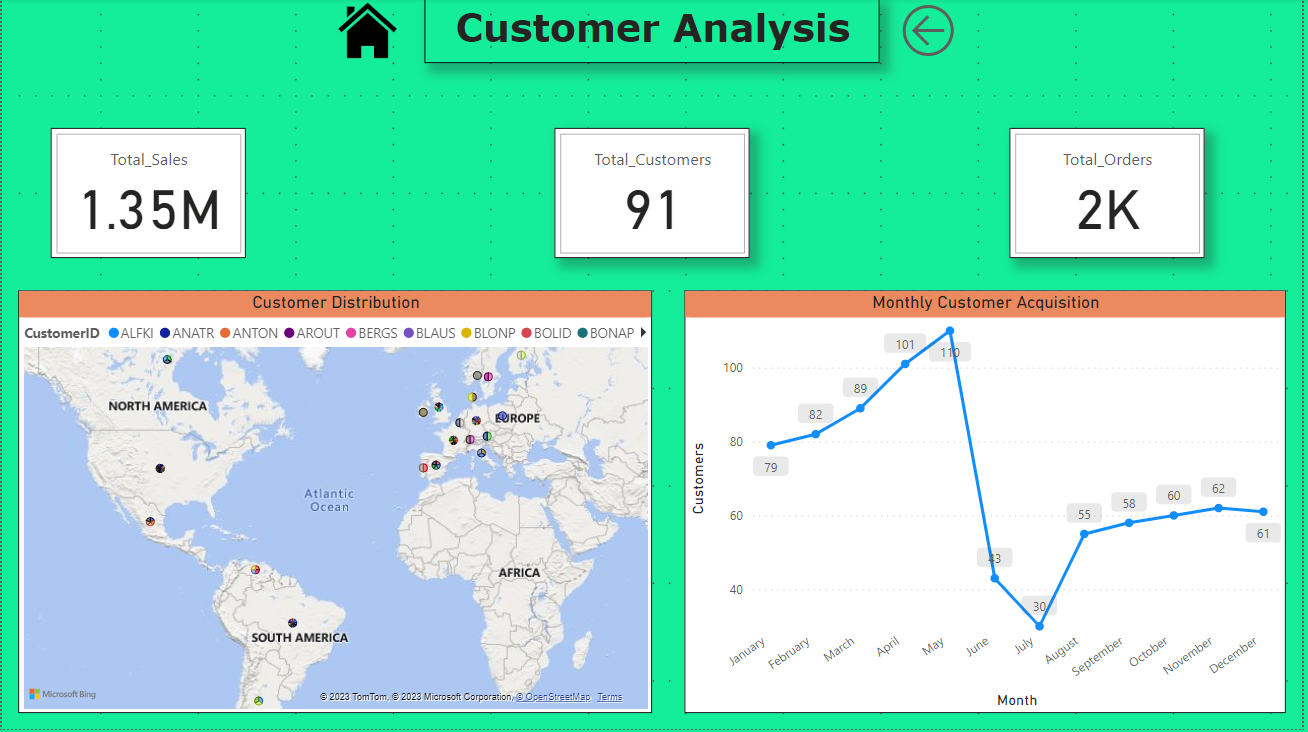 Customer Analysis
Total_Sales
1.35M
Total_Customers
91
Total_Orders
2K
Customer Distribution
CustomerID ALFKI ANATR ANTON AROUT BERGS BLAUS BLONP BOLID BONAP
NORTH AMERICA
EUROPE
Atlantic
Ocean
AFRICA
SOUTH AMERICA
Microsoft Bing
© 2023 TomTom, © 2023 Microsoft Corporation, © OpenStreetMap Terms
Monthly Customer Acquisition
Customers
100
80
60
40
79
82
89
101
110
43
30
55
58
60
62
61
January
February
March
April
May
June
July
August
September
October
November
December
Month